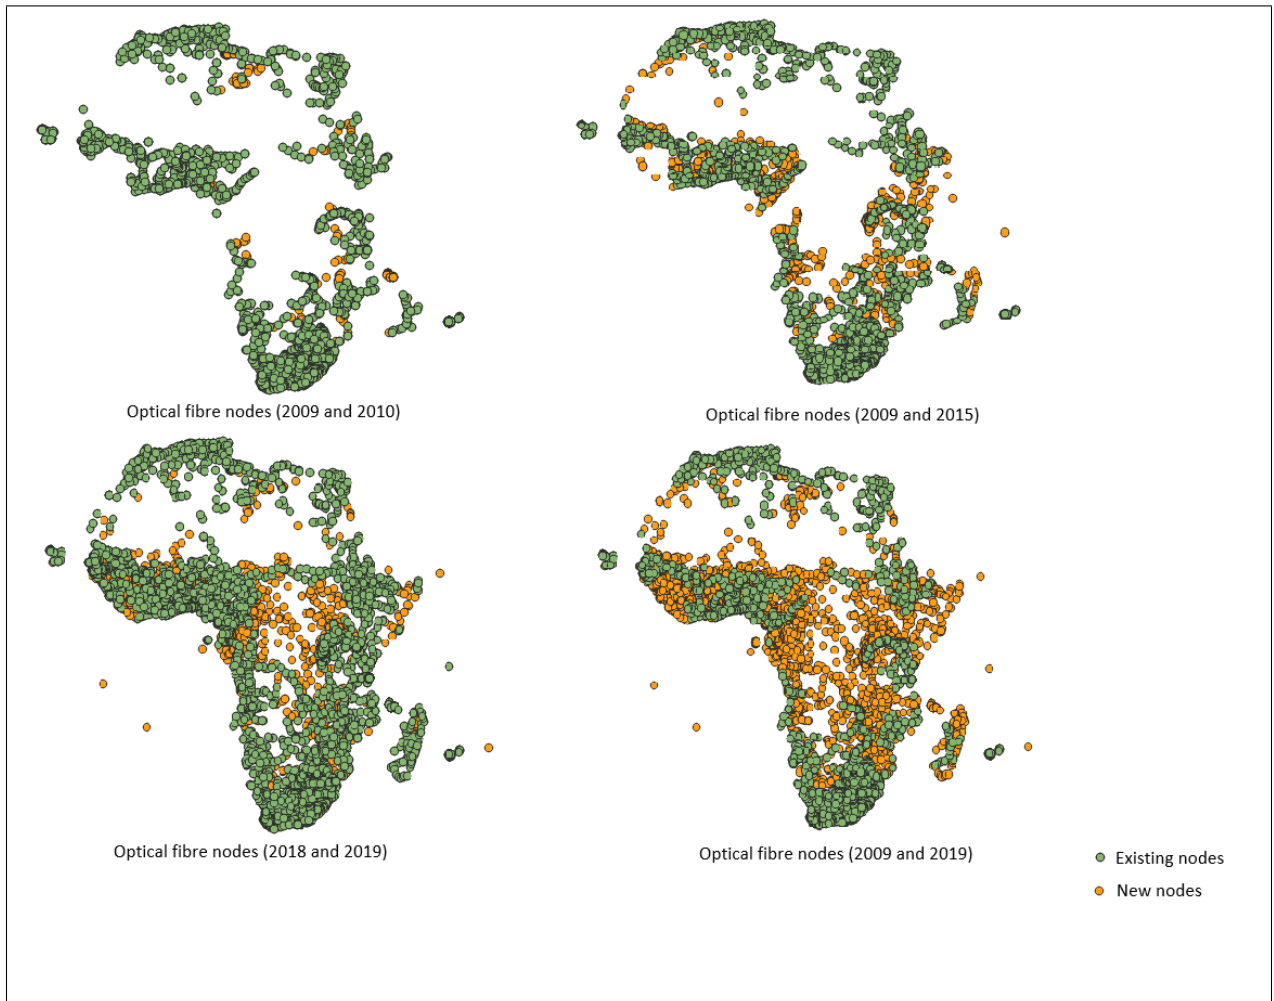 Optical fibre nodes (2009 and 2010)
Optical fibre nodes (2009 and 2015)
Optical fibre nodes (2018 and 2019)
Optical fibre nodes (2009 and 2019)
Existing nodes
New nodes